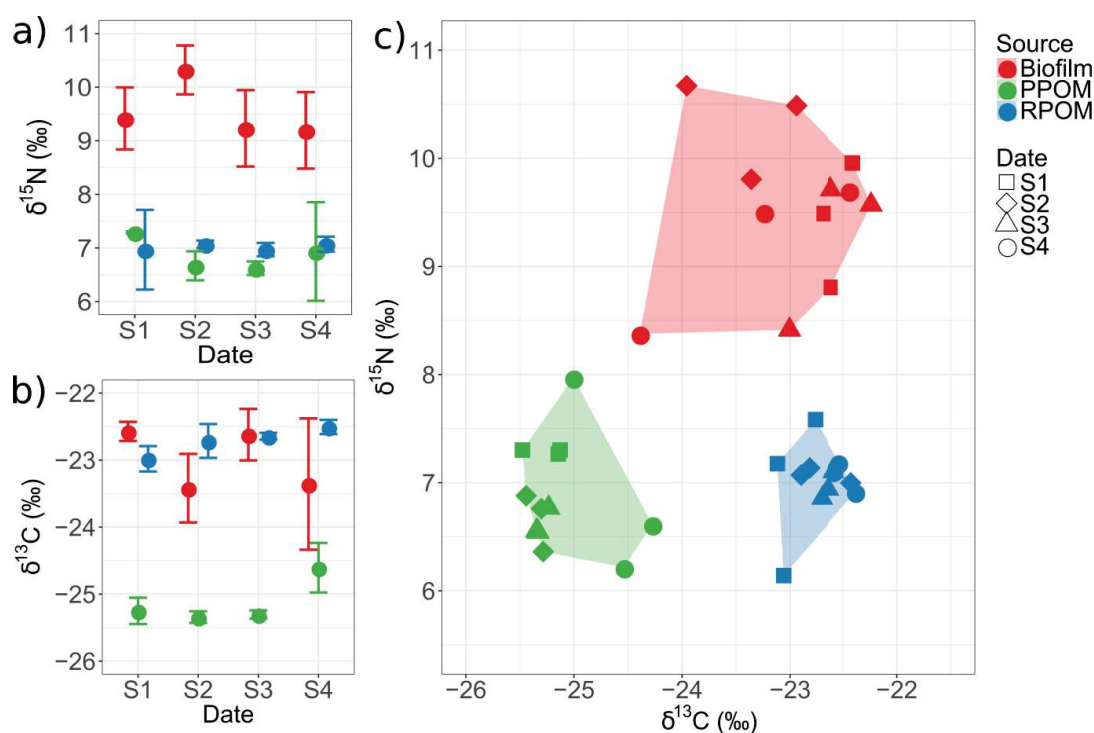 a)
11
10
9
8
7
6
δ15N (‰)
S1 S2 S3 S4
Date
b)
−22
−23
−24
−25
−26
δ13C (‰)
S1 S2 S3 S4
Date
c)
11
10
9
8
7
6
δ15N (‰)
−26 −25 −24 −23 −22
δ13C (‰)
Source
Biofilm
PPOM
RPOM
Date
S1
S2
S3
S4